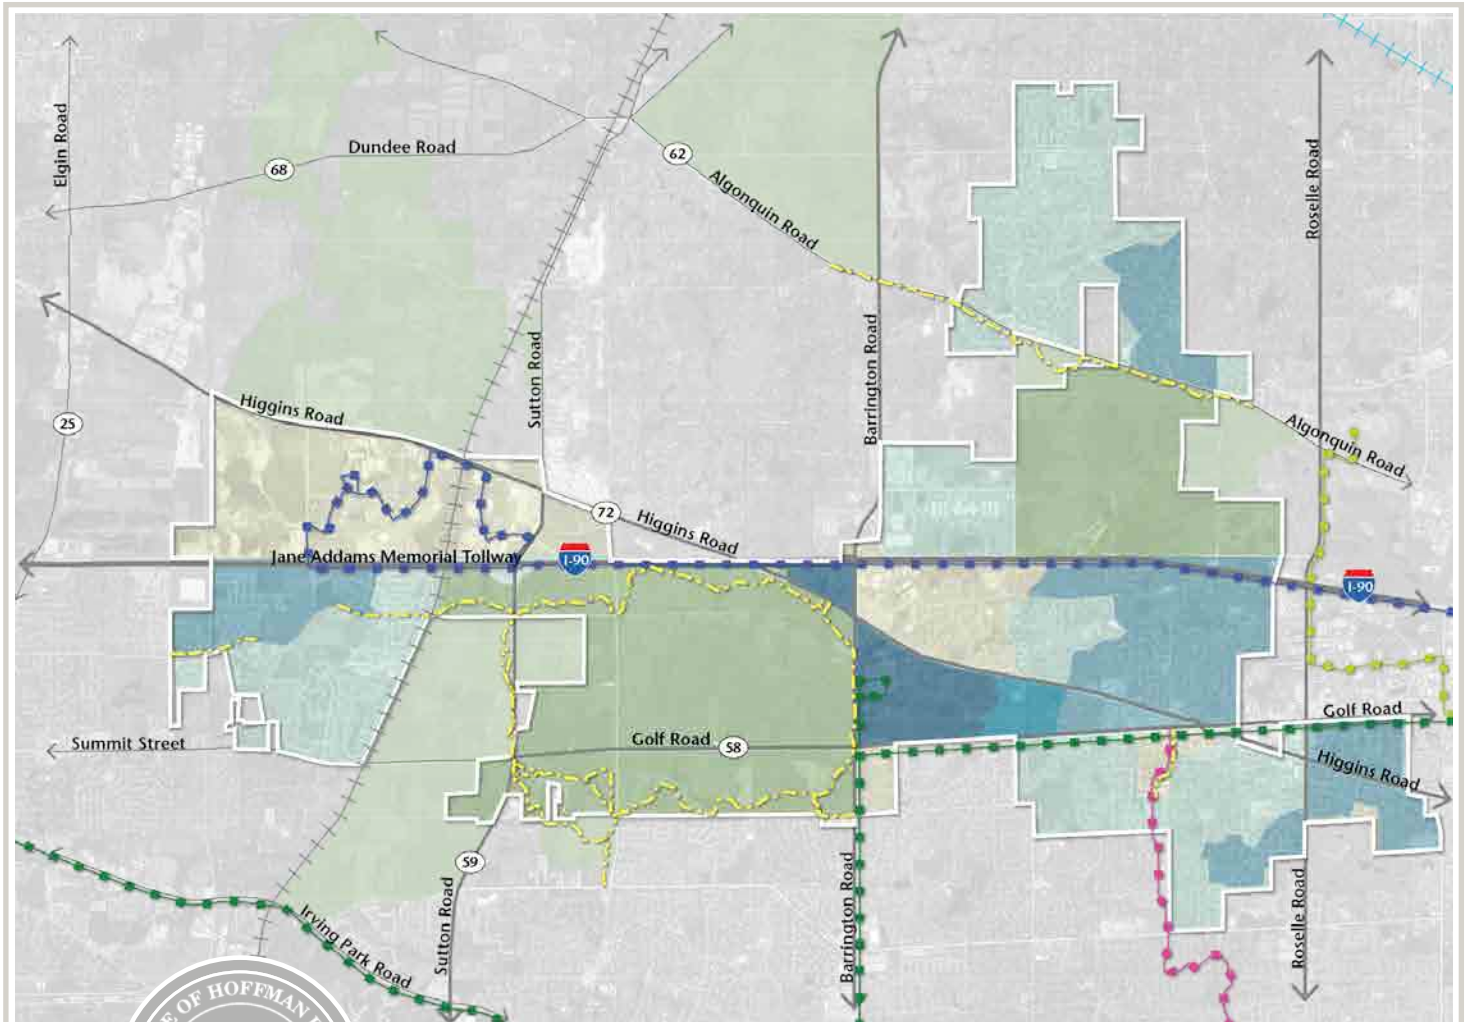 Elgin Road
68
Dundee Road
62
Algonquin Road
Roselle Road
Sutton Road
Barrington Road
25
Higgins Road
Algonquin Road
72
Higgins Road
Jane Addams Memorial Tollway
I-90
I-90
Summit Street
Golf Road
58
Golf Road
Higgins Road
59
Sutton Road
Barrington Road
Roselle Road
Irving Park Road
OF HOFFMAN